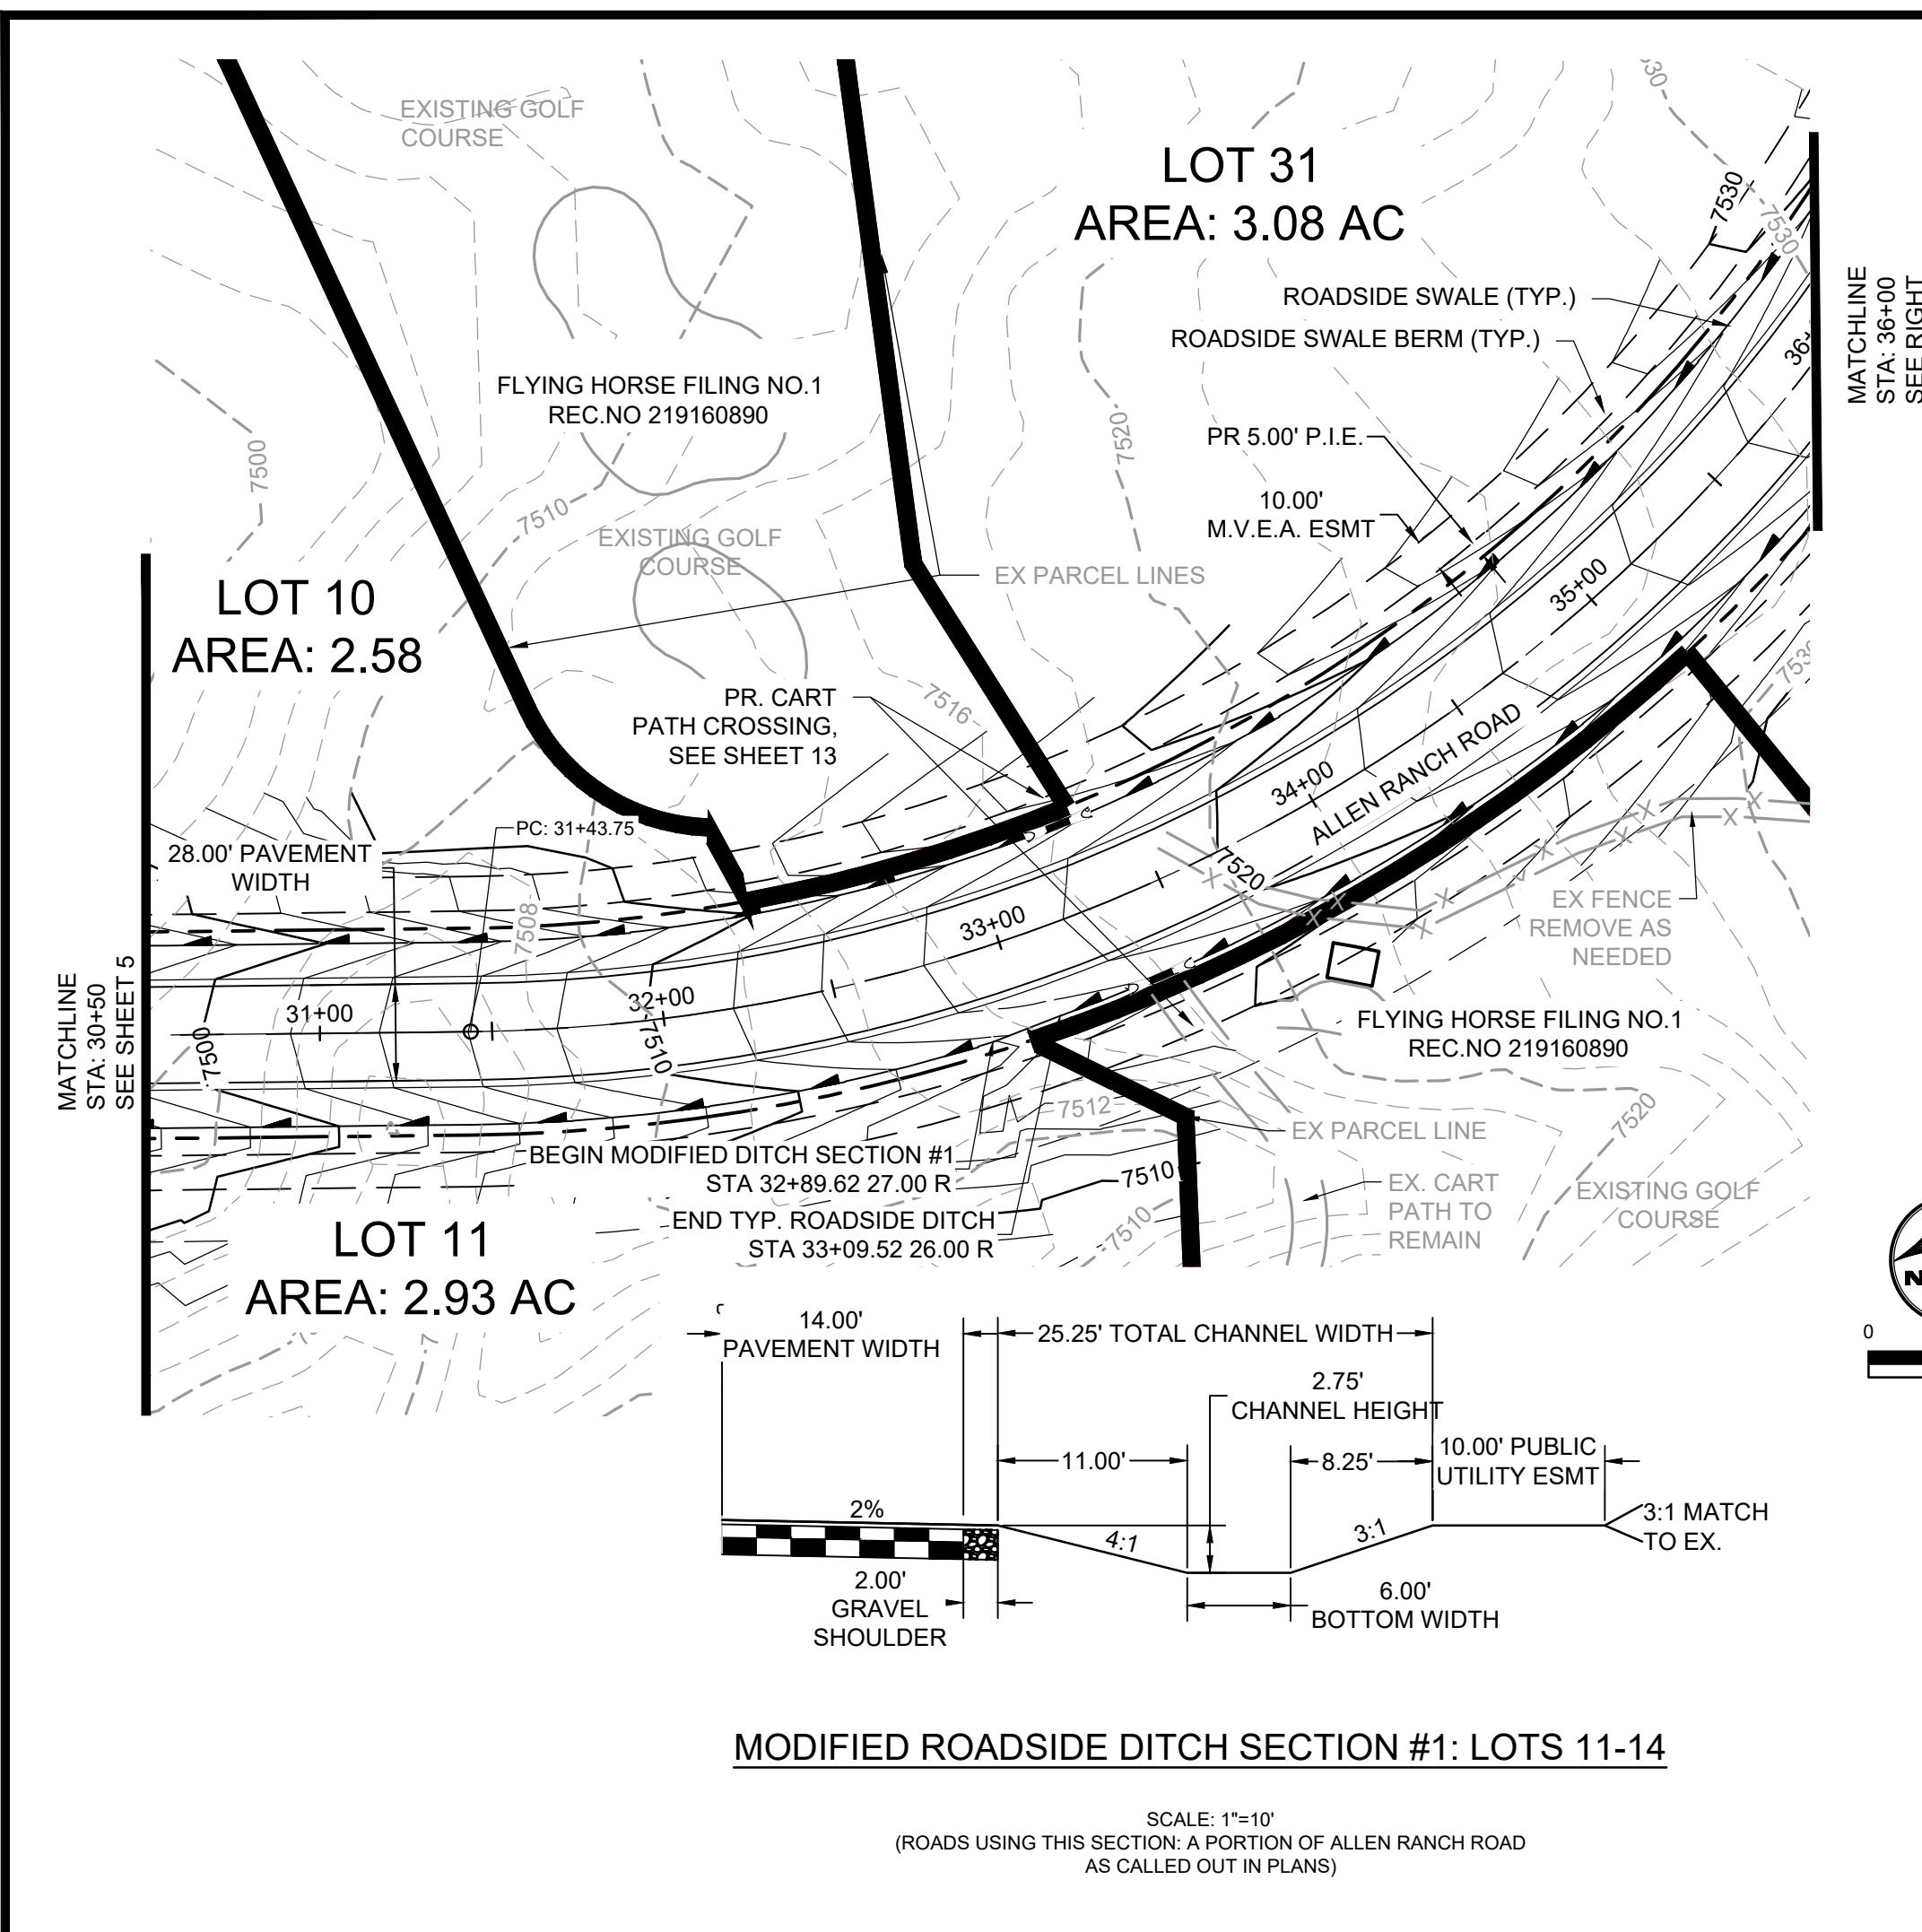 EXISTING GOLF
COURSE
LOT 31
AREA: 3.08 AC
7530
7530
ROADSIDE SWALE (TYP.)
ROADSIDE SWALE BERM (TYP.)
MATCHLINE
STA: 36+00
SEE RIGHT
FLYING HORSE FILING NO.1
REC.NO 219160890
7500
7510
7520
PR 5.00' P.I.E.
10.00'
M.V.E.A. ESMT
EXISTING GOLF
COURSE
EX PARCEL LINES
LOT 10
AREA: 2.58
35+00
PR. CART
PATH CROSSING,
SEE SHEET 13
7516
34+00
ALLEN RANCH ROAD
PC: 31+43.75
28.00' PAVEMENT
WIDTH
7520
EX FENCE
REMOVE AS
NEEDED
7508
33+00
MATCHLINE
STA: 30+50
SEE SHEET 5
31+00
32+00
7500
7510
FLYING HORSE FILING NO.1
REC.NO 219160890
7512
EX PARCEL LINE
7520
BEGIN MODIFIED DITCH SECTION #1
STA 32+89.62 27.00 R
7510
EX. CART
PATH TO
REMAIN
EXISTING GOLF
COURSE
END TYP. ROADSIDE DITCH
STA 33+09.52 26.00 R
7510
LOT 11
AREA: 2.93 AC
N
0
14.00'
PAVEMENT WIDTH
25.25' TOTAL CHANNEL WIDTH
2.75'
CHANNEL HEIGHT
11.00'
8.25'
10.00' PUBLIC
UTILITY ESMT
2%
4:1
3:1
3:1 MATCH
TO EX.
2.00'
GRAVEL
SHOULDER
6.00'
BOTTOM WIDTH
MODIFIED ROADSIDE DITCH SECTION #1: LOTS 11-14
SCALE: 1"=10'
(ROADS USING THIS SECTION: A PORTION OF ALLEN RANCH ROAD
AS CALLED OUT IN PLANS)